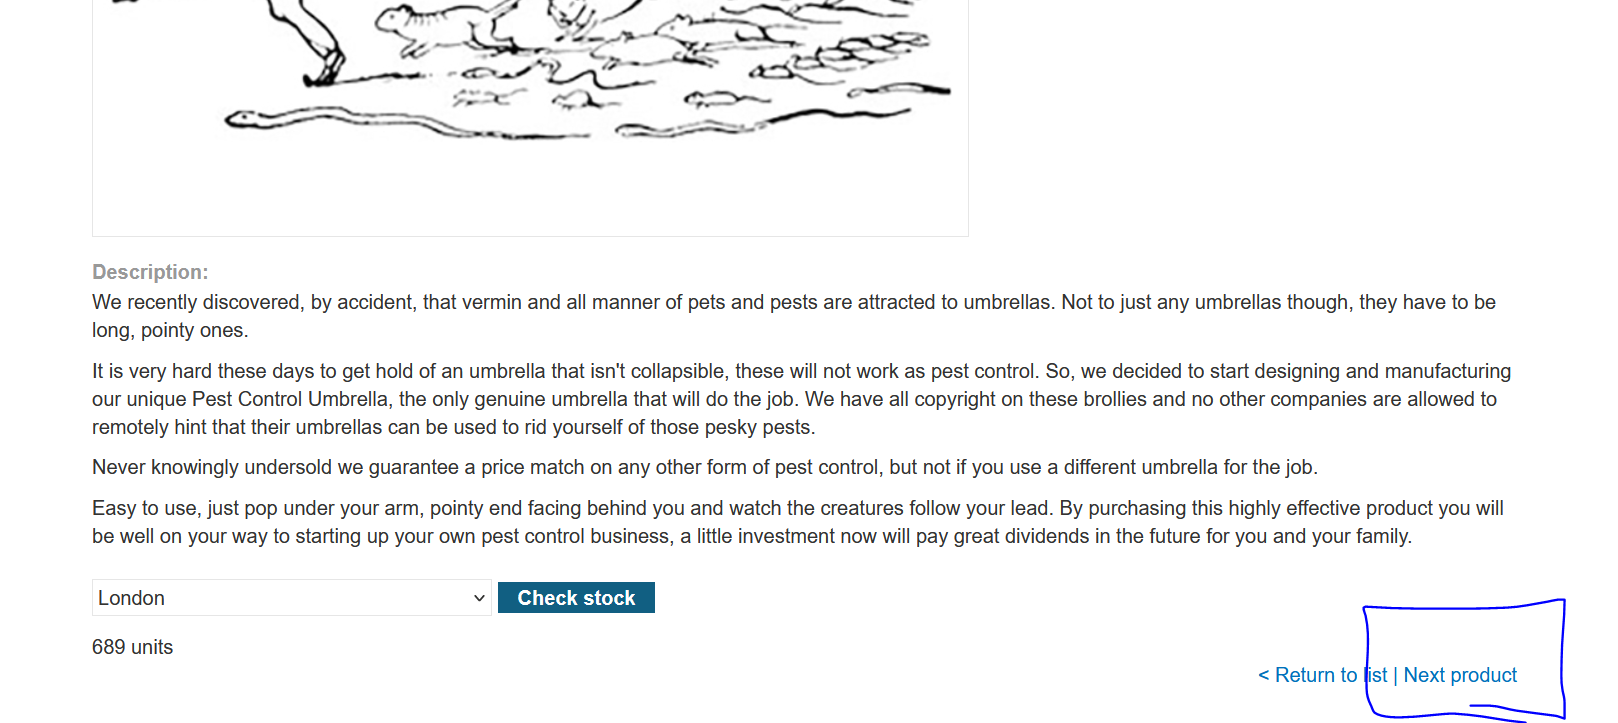 Description:
We recently discovered, by accident, that vermin and all manner of pets and pests are attracted to umbrellas. Not to just any umbrellas though, they have to be
long, pointy ones.
It is very hard these days to get hold of an umbrella that isn't collapsible, these will not work as pest control. So, we decided to start designing and manufacturing
our unique Pest Control Umbrella, the only genuine umbrella that will do the job. We have all copyright on these brollies and no other companies are allowed to
remotely hint that their umbrellas can be used to rid yourself of those pesky pests.
Never knowingly undersold we guarantee a price match on any other form of pest control, but not if you use a different umbrella for the job.
Easy to use, just pop under your arm, pointy end facing behind you and watch the creatures follow your lead. By purchasing this highly effective product you will
be well on your way to starting up your own pest control business, a little investment now will pay great dividends in the future for you and your family.
London Check stock
689 units
< Return to list | Next product